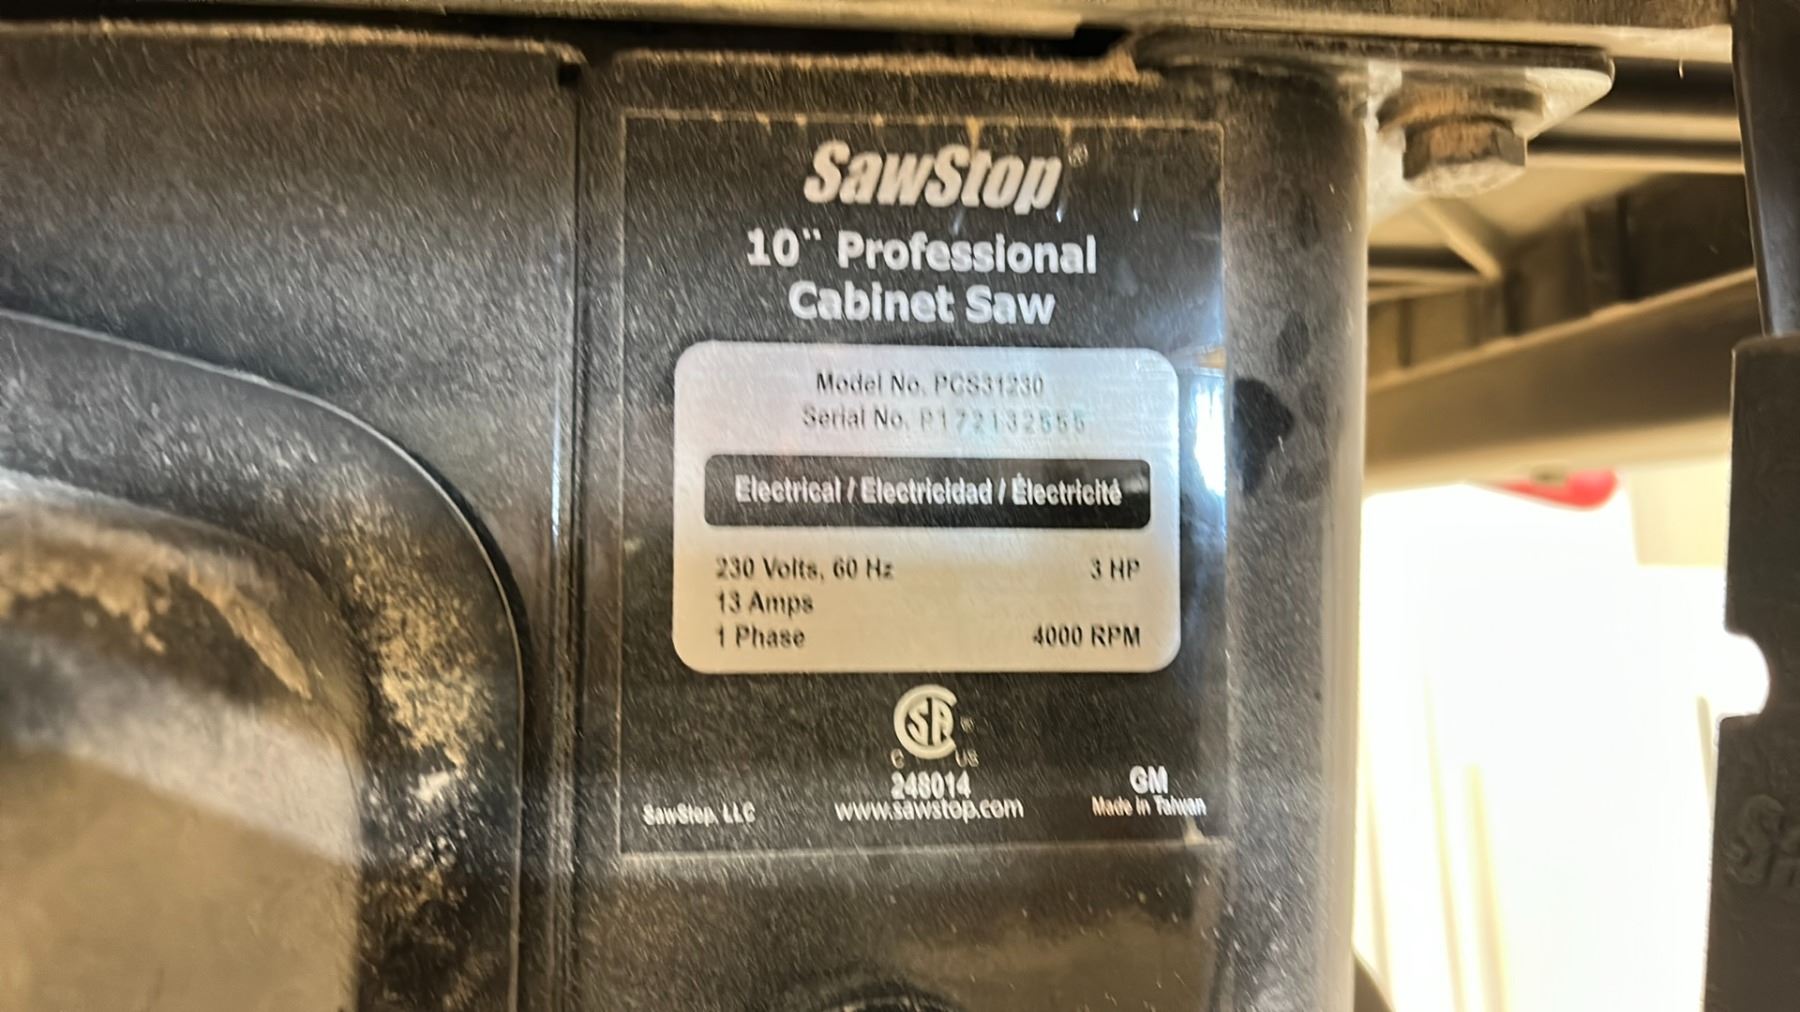 SawStop®
10" Professional
Cabinet Saw
Model No. PCS31230
Serial No. P172132555
Electrical / Electricidad / Électricité
230 Volts, 60 Hz 3 HP
13 Amps
1 Phase 4000 RPM
C US
248014
GM
SawStop, LLC www.sawstop.com Made in Taiwan